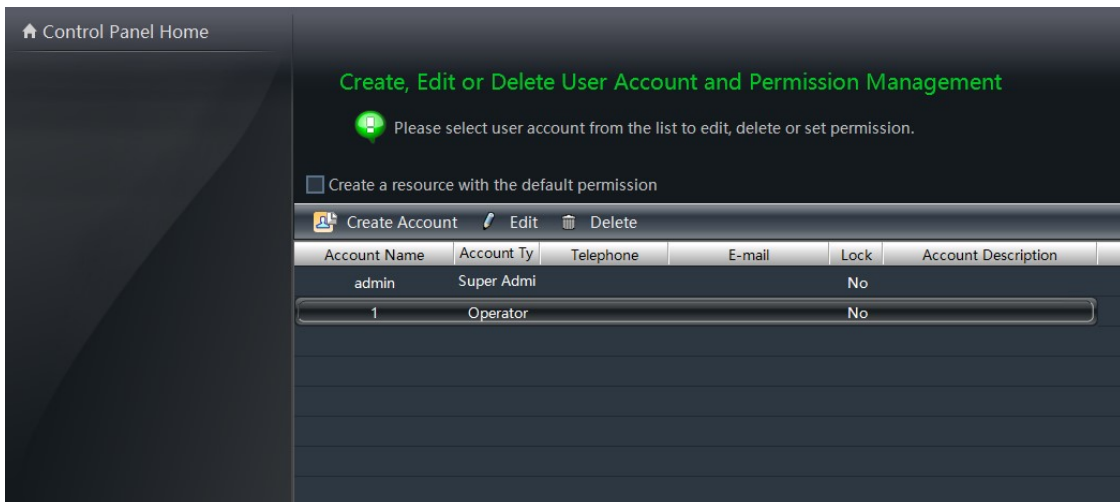 Control Panel Home
Create, Edit or Delete User Account and Permission Management
Please select user account from the list to edit, delete or set permission.
Create a resource with the default permission
Create Account Edit Delete
Account Name Account Ty Telephone E-mail Lock Account Description
admin Super Admi No
1 Operator No